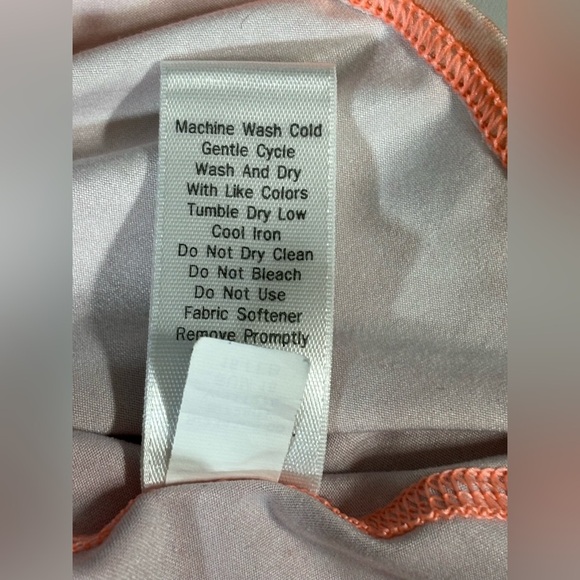 Machine Wash Cold
Gentle Cycle
Wash And Dry
With Like Colors
Tumble Dry Low
Cool Iron
Do Not Dry Clean
Do Not Bleach
Do Not Use
Fabric Softener
Remove Promptly